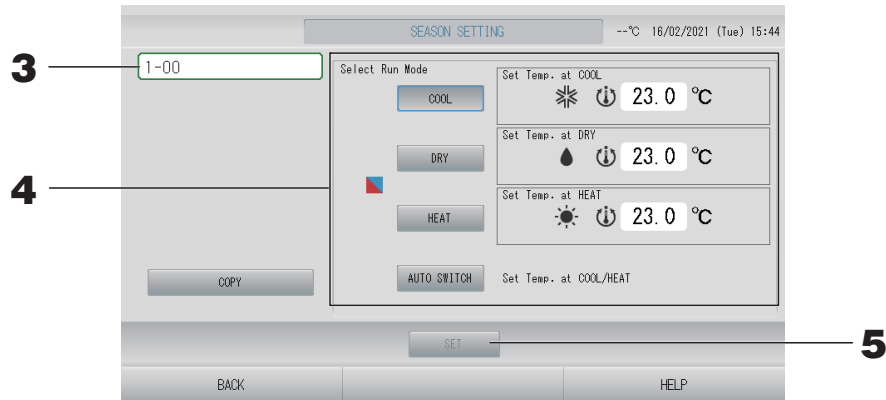 SEASON SETTING --°C 16/02/2021 (Tue) 15:44
3
1-00
Select Run Mode
COOL
Set Temp. at COOL
23.0 °C
DRY
Set Temp. at DRY
23.0 °C
4
HEAT
Set Temp. at HEAT
23.0 °C
AUTO SWITCH
Set Temp. at COOL/HEAT
COPY
SET
5
BACK
HELP